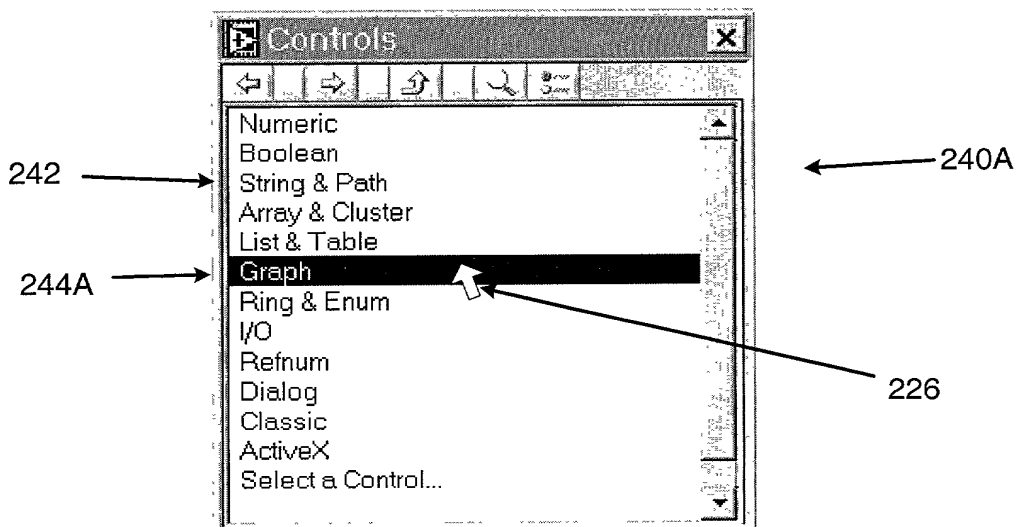 Controls
Numeric
Boolean
242
String & Path
240A
Array & Cluster
List & Table
244A
Graph
Ring & Enum
I/O
226
Refnum
Dialog
Classic
ActiveX
Select a Control...